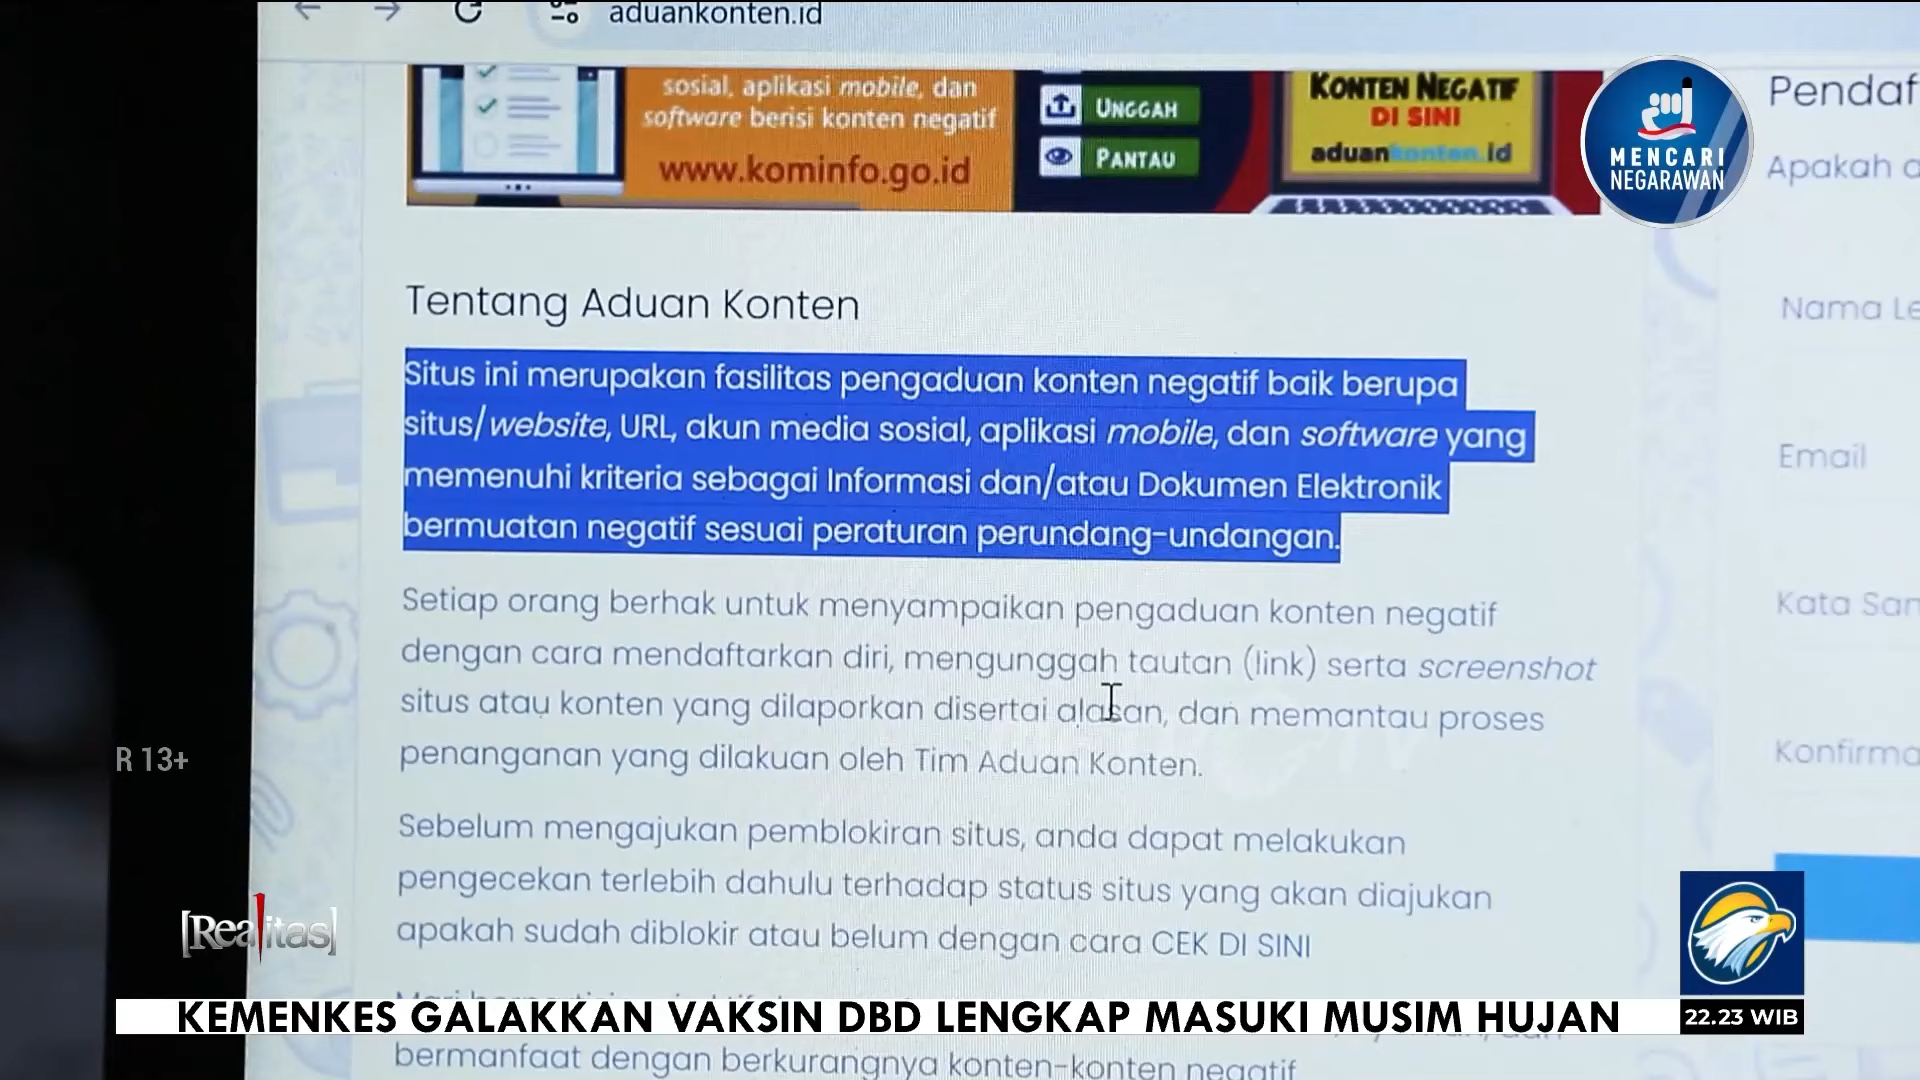 aduankonten.id
sosial, aplikasi mobile, dan
software berisi konten negatif
www.kominfo.go.id
UNGGAH
PANTAU
KONTEN NEGATIF
DI SINI
aduankonten.id
MENCARI
NEGARAWAN
Tentang Aduan Konten
Situs ini merupakan fasilitas pengaduan konten negatif baik berupa
situs/website, URL, akun media sosial, aplikasi mobile, dan software yang
memenuhi kriteria sebagai Informasi dan/atau Dokumen Elektronik
bermuatan negatif sesuai peraturan perundang-undangan.
Setiap orang berhak untuk menyampaikan pengaduan konten negatif
dengan cara mendaftarkan diri, mengunggah tautan (link) serta screenshot
situs atau konten yang dilaporkan disertai alasan, dan memantau proses
penanganan yang dilakuan oleh Tim Aduan Konten.
Sebelum mengajukan pemblokiran situs, anda dapat melakukan
pengecekan terlebih dahulu terhadap status situs yang akan diajukan
apakah sudah diblokir atau belum dengan cara CEK DI SINI
bermanfaat dengan berkurangnya konten-konten negatif
Pendaf
Apakah
Nama Le
Email
Kata San
Konfirma
R 13+
[Realitas]
KEMENKES GALAKKAN VAKSIN DBD LENGKAP MASUKI MUSIM HUJAN
22.23 WIB